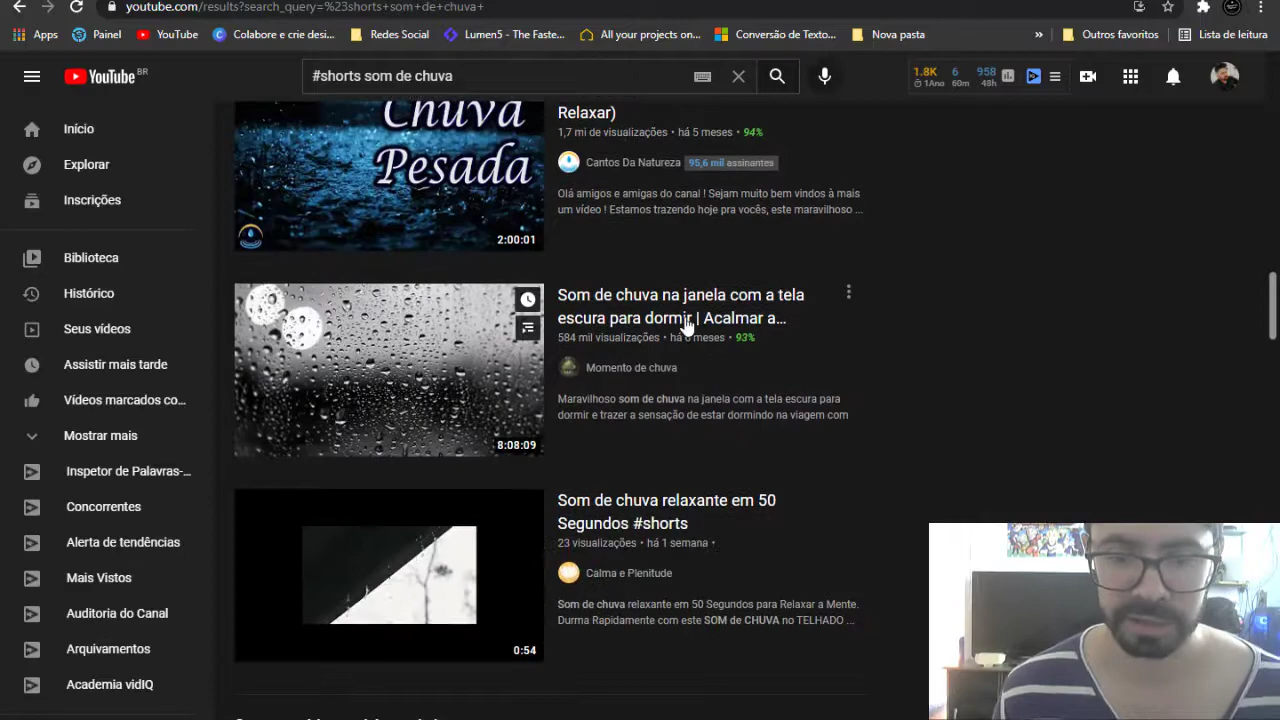 youtube.com/results?search_query=%23shorts+som+de+chuva+
Apps Painel YouTube Colabore e crie desi... Redes Social Lumen5 - The Faste... All your projects on... Conversão de Texto... Nova pasta » Outros favoritos Lista de leitura
YouTube BR #shorts som de chuva 1.8K 6 958
1Ano 60m 48h
Início
Explorar
Inscrições
Biblioteca
Histórico
Seus vídeos
Assistir mais tarde
Vídeos marcados co...
Mostrar mais
Inspetor de Palavras-...
Concorrentes
Alerta de tendências
Mais Vistos
Auditoria do Canal
Arquivamentos
Academia vidIQ
Chuva
Pesada
2:00:01
Relaxar)
1,7 mi de visualizações • há 5 meses • 94%
Cantos Da Natureza 95,6 mil assinantes
Olá amigos e amigas do canal ! Sejam muito bem vindos à mais
um vídeo ! Estamos trazendo hoje pra vocês, este maravilhoso ...
8:08:09
Som de chuva na janela com a tela
escura para dormir | Acalmar a...
584 mil visualizações • há meses • 93%
Momento de chuva
Maravilhoso som de chuva na janela com a tela escura para
dormir e trazer a sensação de estar dormindo na viagem com
0:54
Som de chuva relaxante em 50
Segundos #shorts
23 visualizações • há 1 semana •
Calma e Plenitude
Som de chuva relaxante em 50 Segundos para Relaxar a Mente.
Durma Rapidamente com este SOM de CHUVA no TELHADO ...